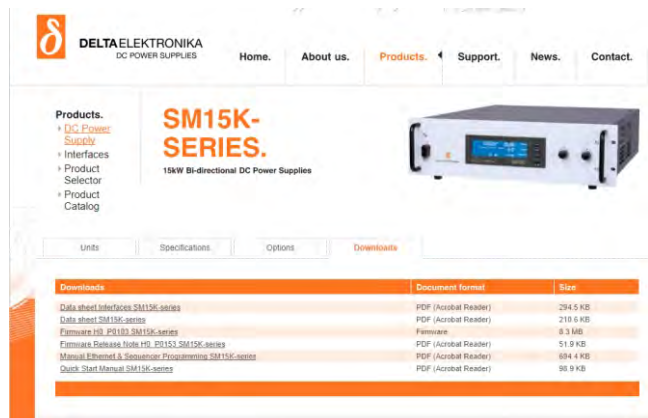 δ
DELTA ELEKTRONIKA
DC POWER SUPPLIES
Home.
About us.
Products.
Support.
News.
Contact.
Products.
DC Power
Supply
Interfaces
Product
Selector
Product
Catalog
SM15K-
SERIES.
15kW Bi-directional DC Power Supplies
Units
Specifications
Options
Downloads
Downloads Document format Size
Data sheet Interfaces SM15K-series PDF (Acrobat Reader) 294.5 KB
Data sheet SM15K-series PDF (Acrobat Reader) 210.6 KB
Firmware H0_P0103 SM15K-series Firmware 8.3 MB
Firmware Release Note H0_P0153 SM15K-series PDF (Acrobat Reader) 51.9 KB
Manual Ethernet & Sequencer Programming SM15K-series PDF (Acrobat Reader) 694.4 KB
Quick Start Manual SM15K-series PDF (Acrobat Reader) 98.9 KB